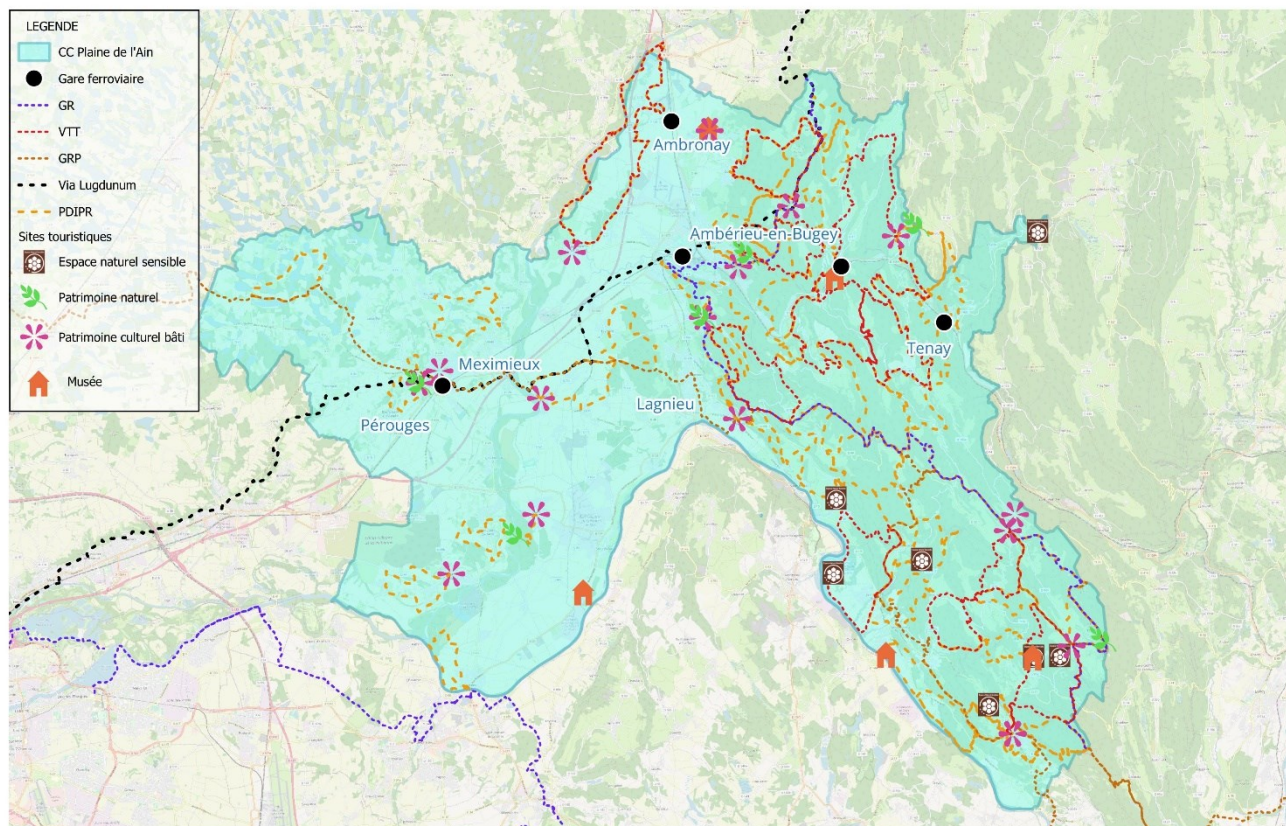 LEGENDE
CC Plaine de l'Ain
Gare ferroviaire
GR
VTT
GRP
Via Lugdunum
PDIPR
Sites touristiques
Espace naturel sensible
Patrimoine naturel
Patrimoine culturel bâti
Musée
Ambronay
Ambérieu-en-Bugey
Tenay
Meximieux
Lagnieu
Pérouges